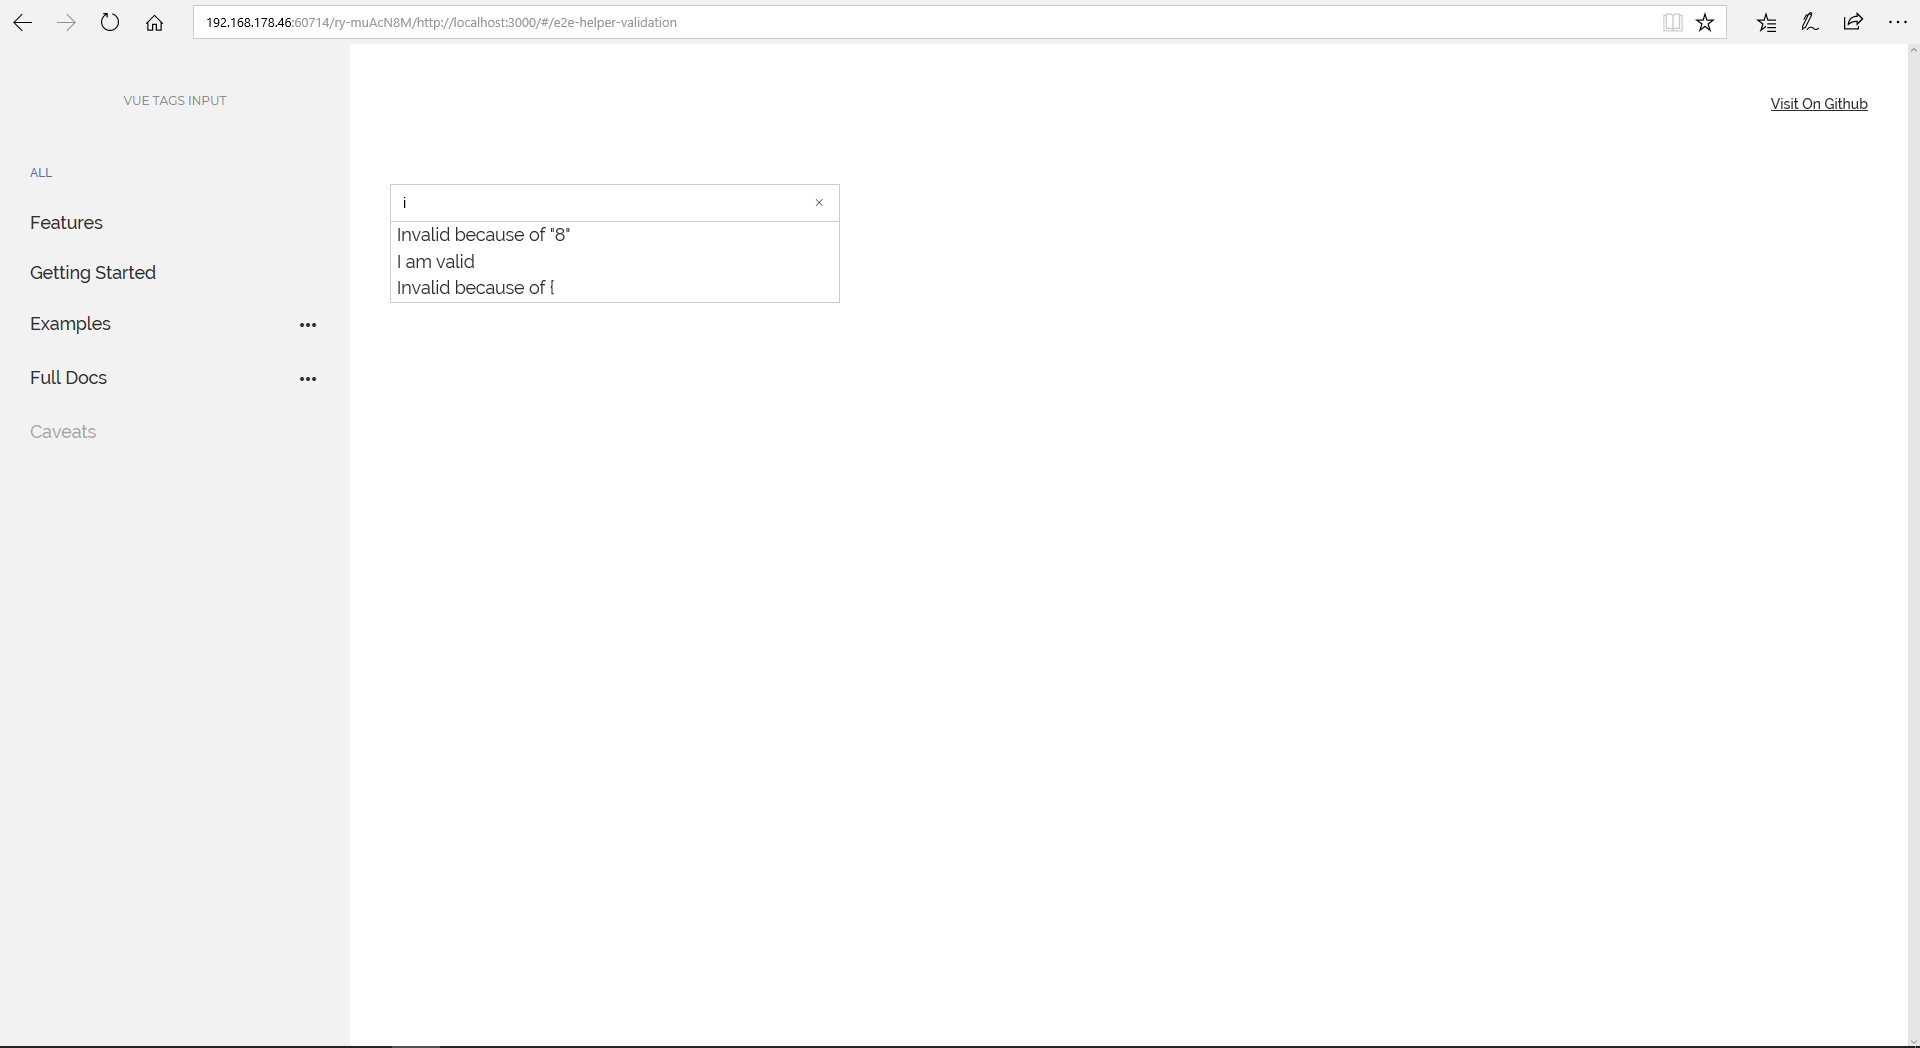 192.168.178.46:60714/ry-muAcN8M/http://localhost:3000/#/e2e-helper-validation
VUE TAGS INPUT
Visit On Github
ALL
Features
Getting Started
Examples
Full Docs
Caveats
i
Invalid because of "8"
I am valid
Invalid because of {